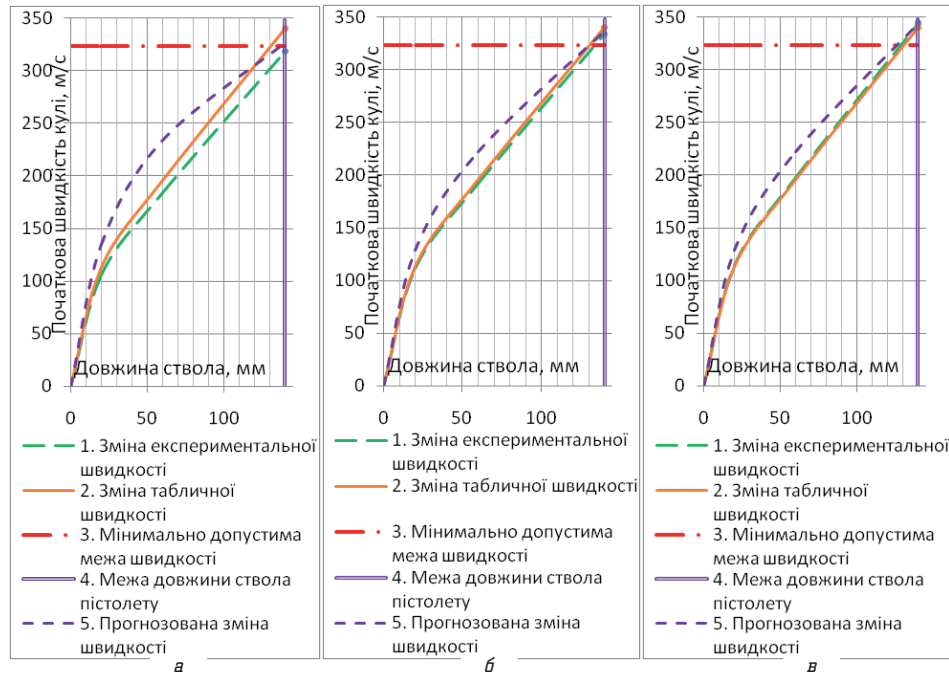 350
300
250
200
150
100
50
0
Початкова швидкість кулі, м/с
Довжина ствола, мм
0
50
100
1. Зміна експериментальної
швидкості
2. Зміна табличної
швидкості
3. Мінімально допустима
межа швидкості
4. Межа довжини ствола
пістолету
5. Прогнозована зміна
швидкості
а
350
300
250
200
150
100
50
0
Початкова швидкість кулі, м/с
Довжина ствола, мм
0
50
100
1. Зміна експериментальної
швидкості
2. Зміна табличної швидкості
3. Мінімально допустима
межа швидкості
4. Межа довжини ствола
пістолету
5. Прогнозована зміна
швидкості
б
350
300
250
200
150
100
50
0
Початкова швидкість кулі, м/с
Довжина ствола, мм
0
50
100
1. Зміна експериментальної
швидкості
2. Зміна табличної
швидкості
3. Мінімально допустима
межа швидкості
4. Межа довжини ствола
пістолету
5. Прогнозована зміна
швидкості
в